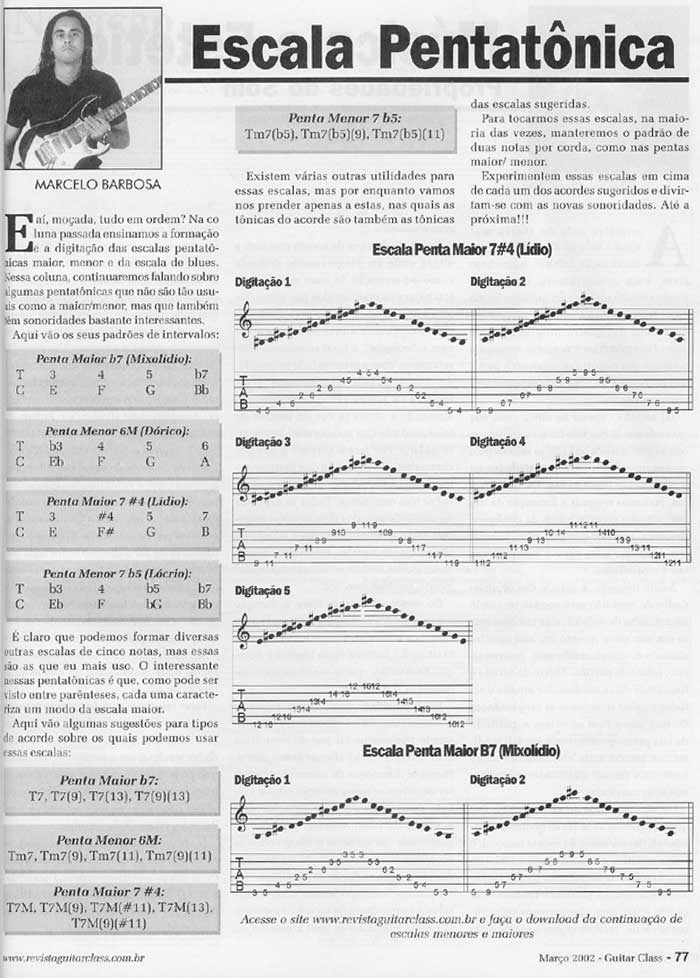 Escala Pentatônica
MARCELO BARBOSA
E aí, moçada, tudo em ordem? Na co
luna passada ensinamos a formação
e a digitação das escalas pentatô-
nicas maior, menor e da escala de blues.
Nessa coluna, continuaremos falando sobre
algumas pentatônicas que não são tão usu-
ais como a maior/menor, mas que também
têm sonoridades bastante interessantes.
Aqui vão os seus padrões de intervalos:
Penta Maior b7 (Mixolídio):
T 3 4 5 b7
C E F G Bb
Penta Menor 6M (Dórico):
T b3 4 5 6
C Eb F G A
Penta Maior 7 #4 (Lídio):
T 3 #4 5 7
C E F# G B
Penta Menor 7 b5 (Lócrio):
T b3 4 b5 b7
C Eb F bG Bb
É claro que podemos formar diversas
outras escalas de cinco notas, mas essas
são as que eu mais uso. O interessante
nessas pentatônicas é que, como pode ser
visto entre parênteses, cada uma caracte-
riza um modo da escala maior.
Aqui vão algumas sugestões para tipos
de acorde sobre os quais podemos usar
essas escalas:
Penta Maior b7:
T7, T7(9), T7(13), T7(9)(13)
Penta Menor 6M:
Tm7, Tm7(9), Tm7(11), Tm7(9)(11)
Penta Maior 7 #4:
T7M, T7M(9), T7M(#11), T7M(13),
T7M(9)(#11)
Penta Menor 7 b5:
Tm7(b5), Tm7(b5)(9), Tm7(b5)(11)
Existem várias outras utilidades para
essas escalas, mas por enquanto vamos
nos prender apenas a estas, nas quais as
tônicas do acorde são também as tônicas
das escalas sugeridas.
Para tocarmos essas escalas, na maio-
ria das vezes, manteremos o padrão de
duas notas por corda, como nas pentas
maior/ menor.
Experimentem essas escalas em cima
de cada um dos acordes sugeridos e divir-
tam-se com as novas sonoridades. Até a
próxima!!!
Escala Penta Maior 7#4 (Lídio)
Digitação 1
Digitação 2
T
A
B
Digitação 3
Digitação 4
T
A
B
Digitação 5
T
A
B
Escala Penta Maior B7 (Mixolídio)
Digitação 1
Digitação 2
T
A
B
Acesse o site www.revistaguitarclass.com.br e faça o download da continuação de
escalas menores e maiores
www.revistaguitarclass.com.br
Março 2002 - Guitar Class - 77